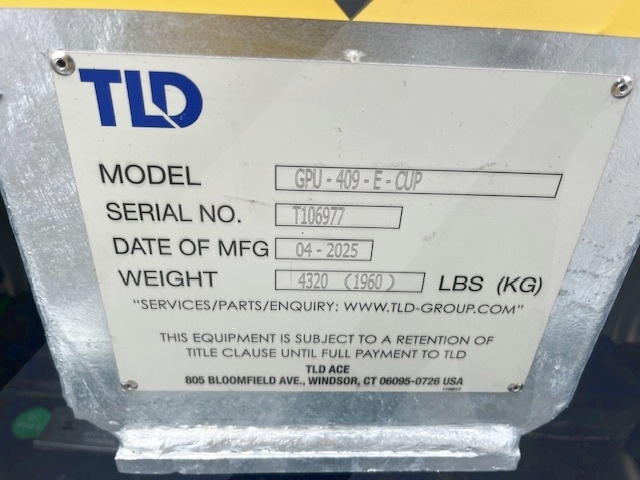 TLD
MODEL GPU - 409 - E - CUP
SERIAL NO. T106977
DATE OF MFG 04 - 2025
WEIGHT 4320 (1960) LBS (KG)
"SERVICES/PARTS/ENQUIRY: WWW.TLD-GROUP.COM"
THIS EQUIPMENT IS SUBJECT TO A RETENTION OF
TITLE CLAUSE UNTIL FULL PAYMENT TO TLD
TLD ACE
805 BLOOMFIELD AVE., WINDSOR, CT 06095-0726 USA